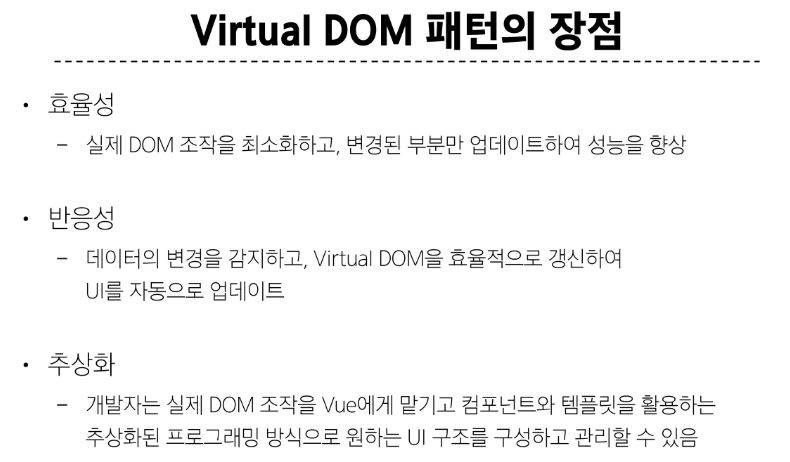 Virtual DOM 패턴의 장점
• 효율성
– 실제 DOM 조작을 최소화하고, 변경된 부분만 업데이트하여 성능을 향상
• 반응성
– 데이터의 변경을 감지하고, Virtual DOM을 효율적으로 갱신하여
UI를 자동으로 업데이트
• 추상화
– 개발자는 실제 DOM 조작을 Vue에게 맡기고 컴포넌트와 템플릿을 활용하는
추상화된 프로그래밍 방식으로 원하는 UI 구조를 구성하고 관리할 수 있음